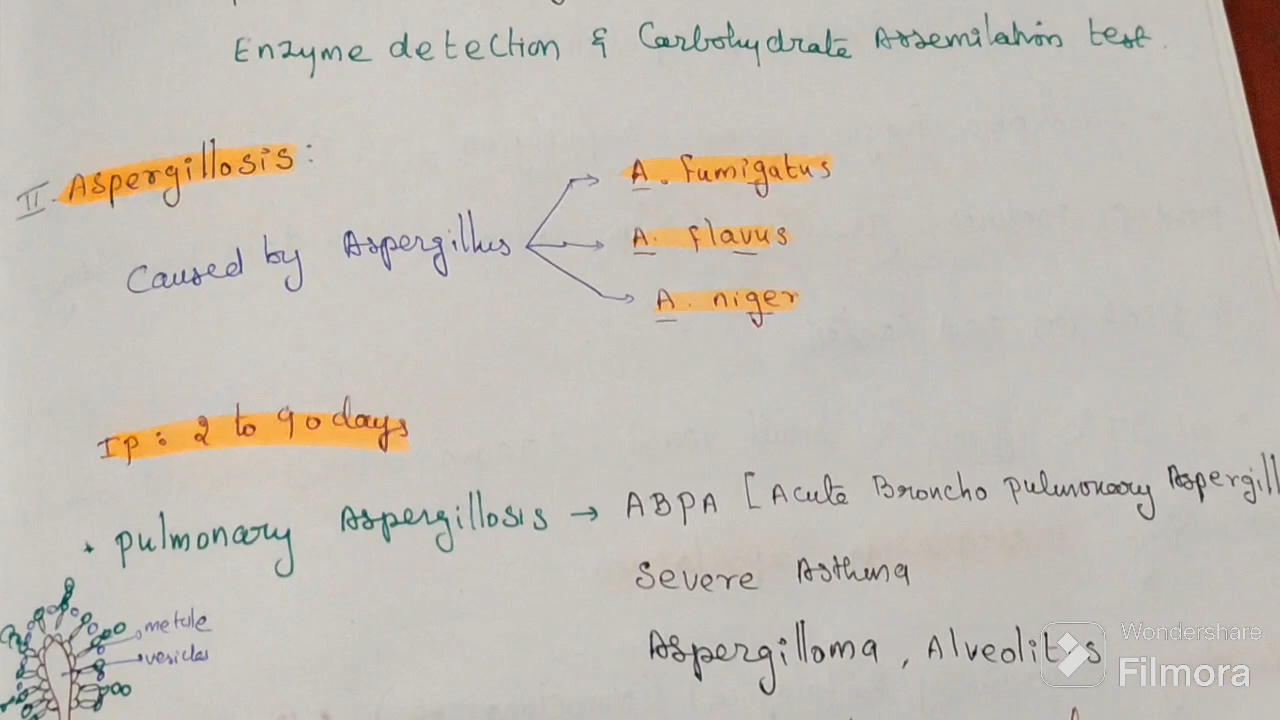 Enzyme detection & Carbohydrate Assemilation test.
II. Aspergillosis:
Caused by Aspergillus
A. fumigatus
A. flavus
A. niger
IP: 2 to 90 days
* pulmonary Aspergillosis → ABPA [Acute Broncho pulmonary Aspergill
severe Asthma
Aspergilloma, Alveolitis
metule
vesicles
Wondershare
Filmora